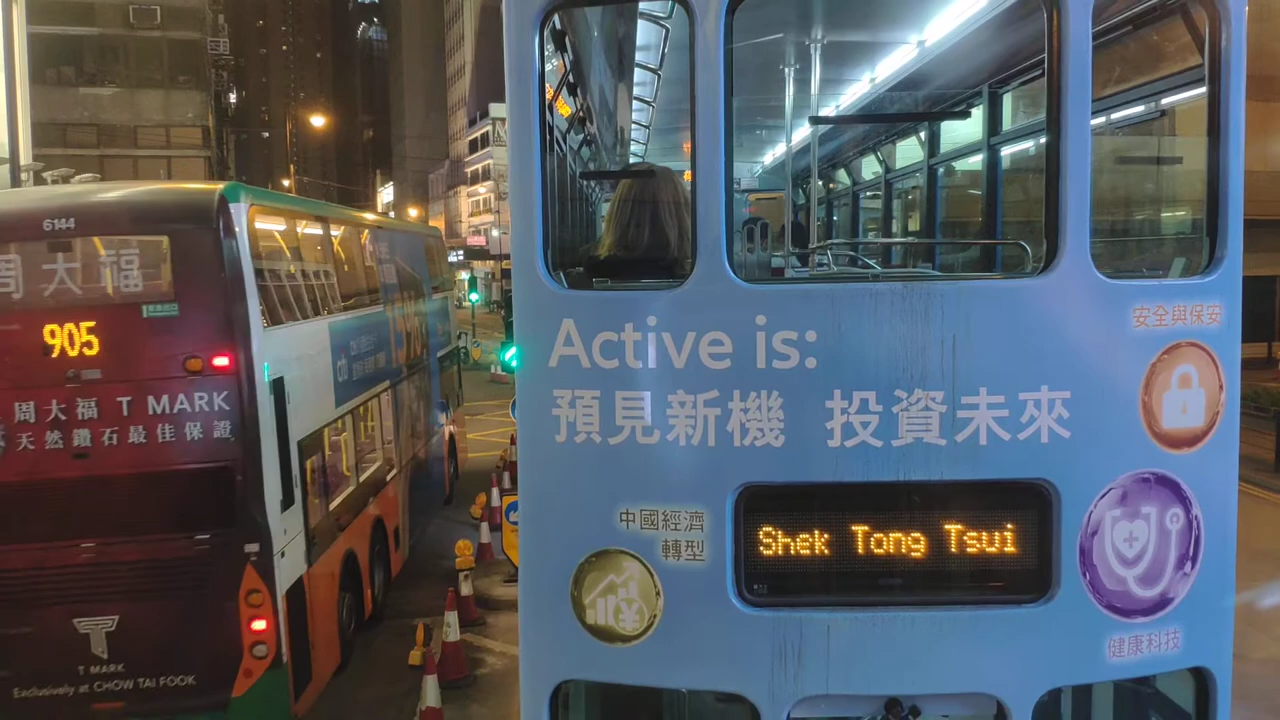 6144
周大福
905
周大福 T MARK
天然鑽石最佳保證
T MARK
Exclusively at CHOW TAI FOOK
ctb
Active is:
預見新機 投資未來
安全與保安
中國經濟
轉型
Shek Tong Tsui
健康科技